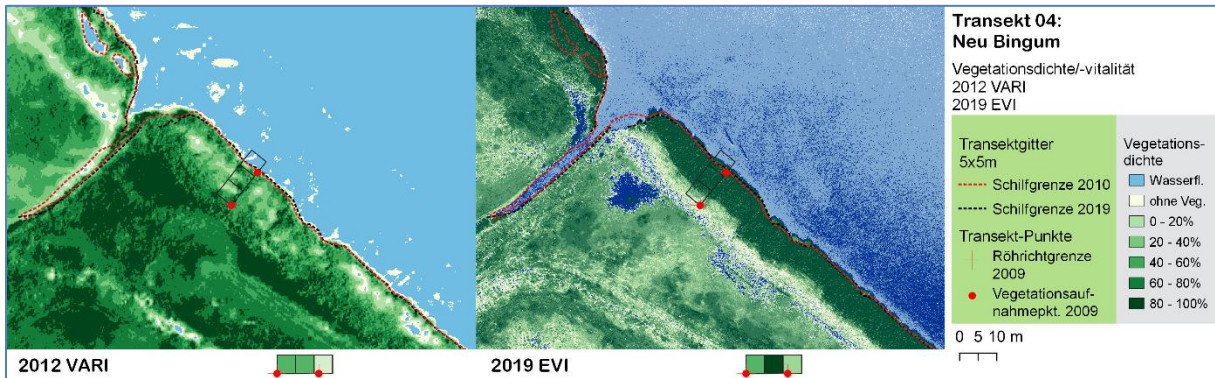 Transekt 04:
Neu Bingum
Vegetationsdichte/-vitalität
2012 VARI
2019 EVI
Transektgitter
5x5m
Schilfgrenze 2010
Schilfgrenze 2019
Transekt-Punkte
Röhrichtgrenze
2009
Vegetationsauf-
nahmepkt. 2009
Vegetations-
dichte
Wasserfl.
ohne Veg.
0 - 20%
20 - 40%
40 - 60%
60 - 80%
80 - 100%
0 5 10 m
2012 VARI
2019 EVI